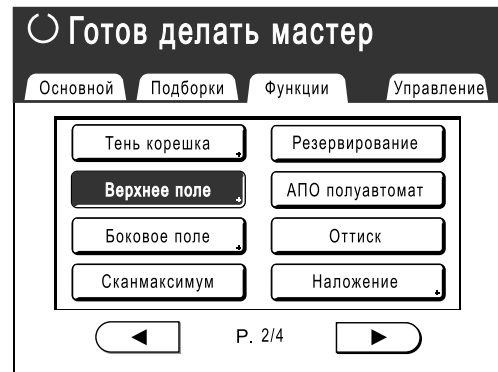 Готов делать мастер
Основной Подборки Функции Управление
Тень корешка Резервирование
Верхнее поле АПО полуавтомат
Боковое поле Оттиск
Сканмаксимум Наложение
P. 2/4